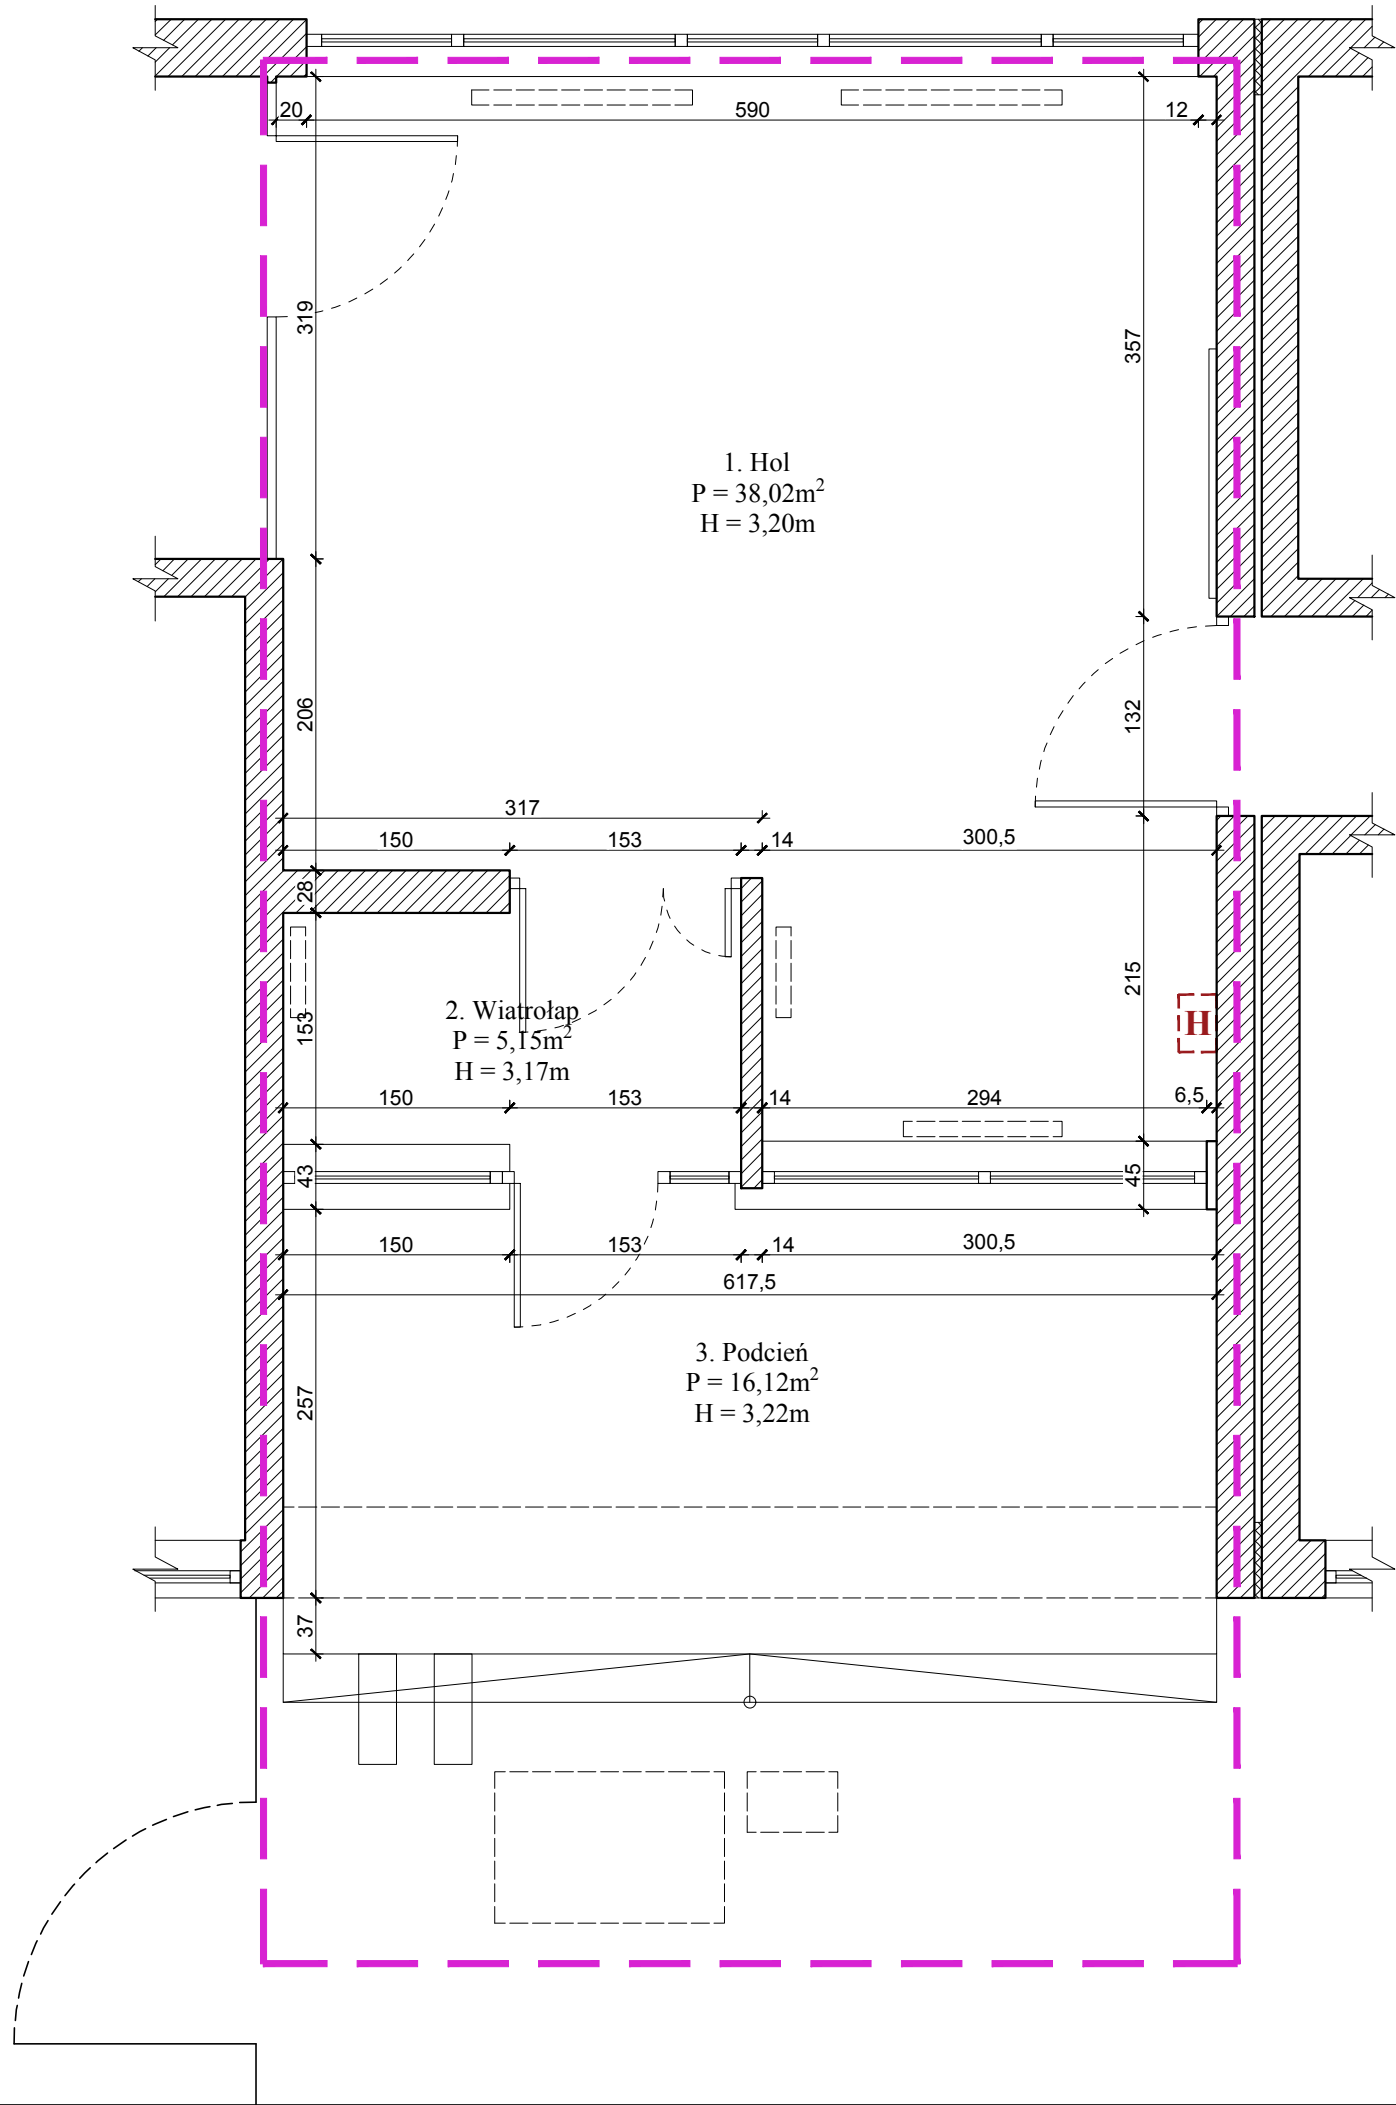 20
590
12
319
357
1. Hol
P = 38,02m²
H = 3,20m
206
132
317
150
153
14
300,5
28
215
2. Wiatrołap
P = 5,15m²
H = 3,17m
153
H
150
153
14
294
6,5
43
45
150
153
14
300,5
617,5
3. Podcień
P = 16,12m²
H = 3,22m
257
37